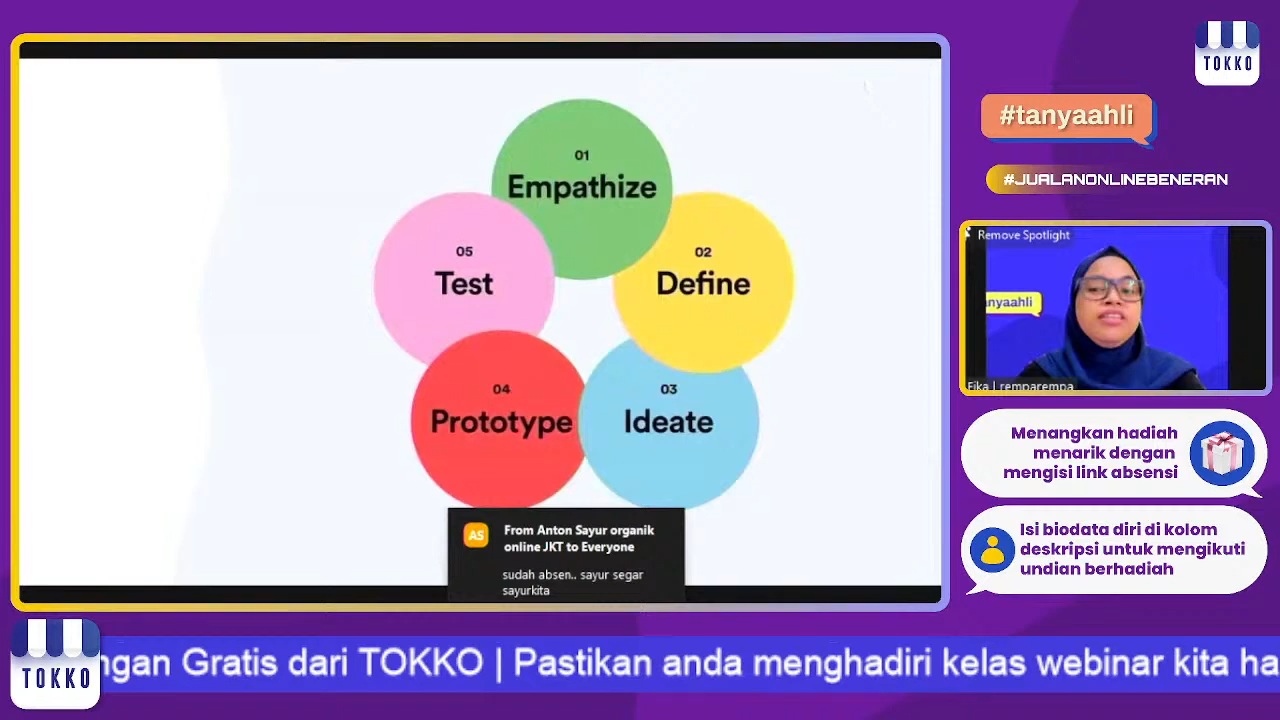 TOKKO
#tanyaahli
#JUALANONLINEBENERAN
01
Empathize
05
Test
02
Define
04
Prototype
03
Ideate
Remove Spotlight
nyaahli
Fika | remparempa
Menangkan hadiah
menarik dengan
mengisi link absensi
Isi biodata diri di kolom
deskripsi untuk mengikuti
undian berhadiah
AS
From Anton Sayur organik
online JKT to Everyone
sudah absen.. sayur segar
sayurkita
TOKKO
ngan Gratis dari TOKKO | Pastikan anda menghadiri kelas webinar kita ha